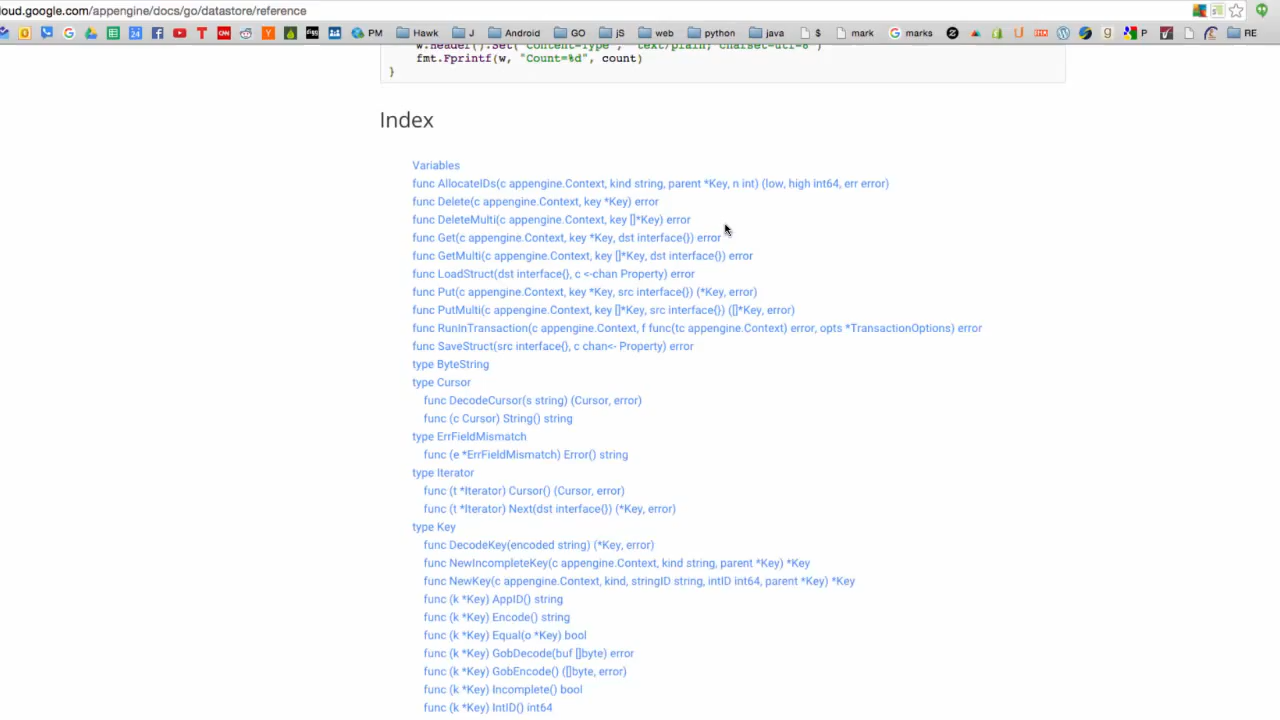 loud.google.com/appengine/docs/go/datastore/reference
PM Hawk J Android GO jS web python java $ mark marks P RE
w.Header().Set("Content-Type", "text/plain; charset=utf-8")
fmt.Fprintf(w, "Count=%d", count)
}
Index
Variables
func AllocateIDs(c appengine.Context, kind string, parent *Key, n int) (low, high int64, err error)
func Delete(c appengine.Context, key *Key) error
func DeleteMulti(c appengine.Context, key []*Key) error
func Get(c appengine.Context, key *Key, dst interface{}) error
func GetMulti(c appengine.Context, key []*Key, dst interface{}) error
func LoadStruct(dst interface{}, c <-chan Property) error
func Put(c appengine.Context, key *Key, src interface{}) (*Key, error)
func PutMulti(c appengine.Context, key []*Key, src interface{}) ([]*Key, error)
func RunInTransaction(c appengine.Context, f func(tc appengine.Context) error, opts *TransactionOptions) error
func SaveStruct(src interface{}, c chan<- Property) error
type ByteString
type Cursor
func DecodeCursor(s string) (Cursor, error)
func (c Cursor) String() string
type ErrFieldMismatch
func (e *ErrFieldMismatch) Error() string
type Iterator
func (t *Iterator) Cursor() (Cursor, error)
func (t *Iterator) Next(dst interface{}) (*Key, error)
type Key
func DecodeKey(encoded string) (*Key, error)
func NewIncompleteKey(c appengine.Context, kind string, parent *Key) *Key
func NewKey(c appengine.Context, kind, stringID string, intID int64, parent *Key) *Key
func (k *Key) AppID() string
func (k *Key) Encode() string
func (k *Key) Equal(o *Key) bool
func (k *Key) GobDecode(buf []byte) error
func (k *Key) GobEncode() ([]byte, error)
func (k *Key) Incomplete() bool
func (k *Key) IntID() int64